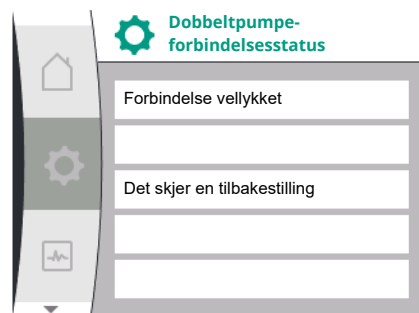 Dobbeltpumpe-
forbindelsesstatus
Forbindelse vellykket
Det skjer en tilbakestilling